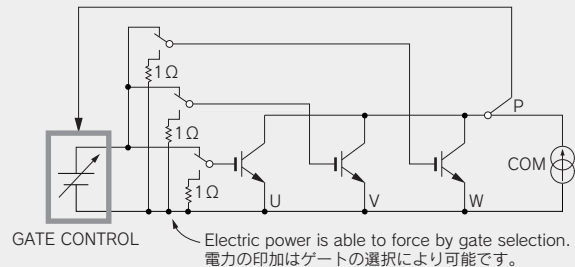 1Ω
P
1Ω
COM
1Ω
U
V
W
GATE CONTROL
Electric power is able to force by gate selection.
電力の印加はゲートの選択により可能です。